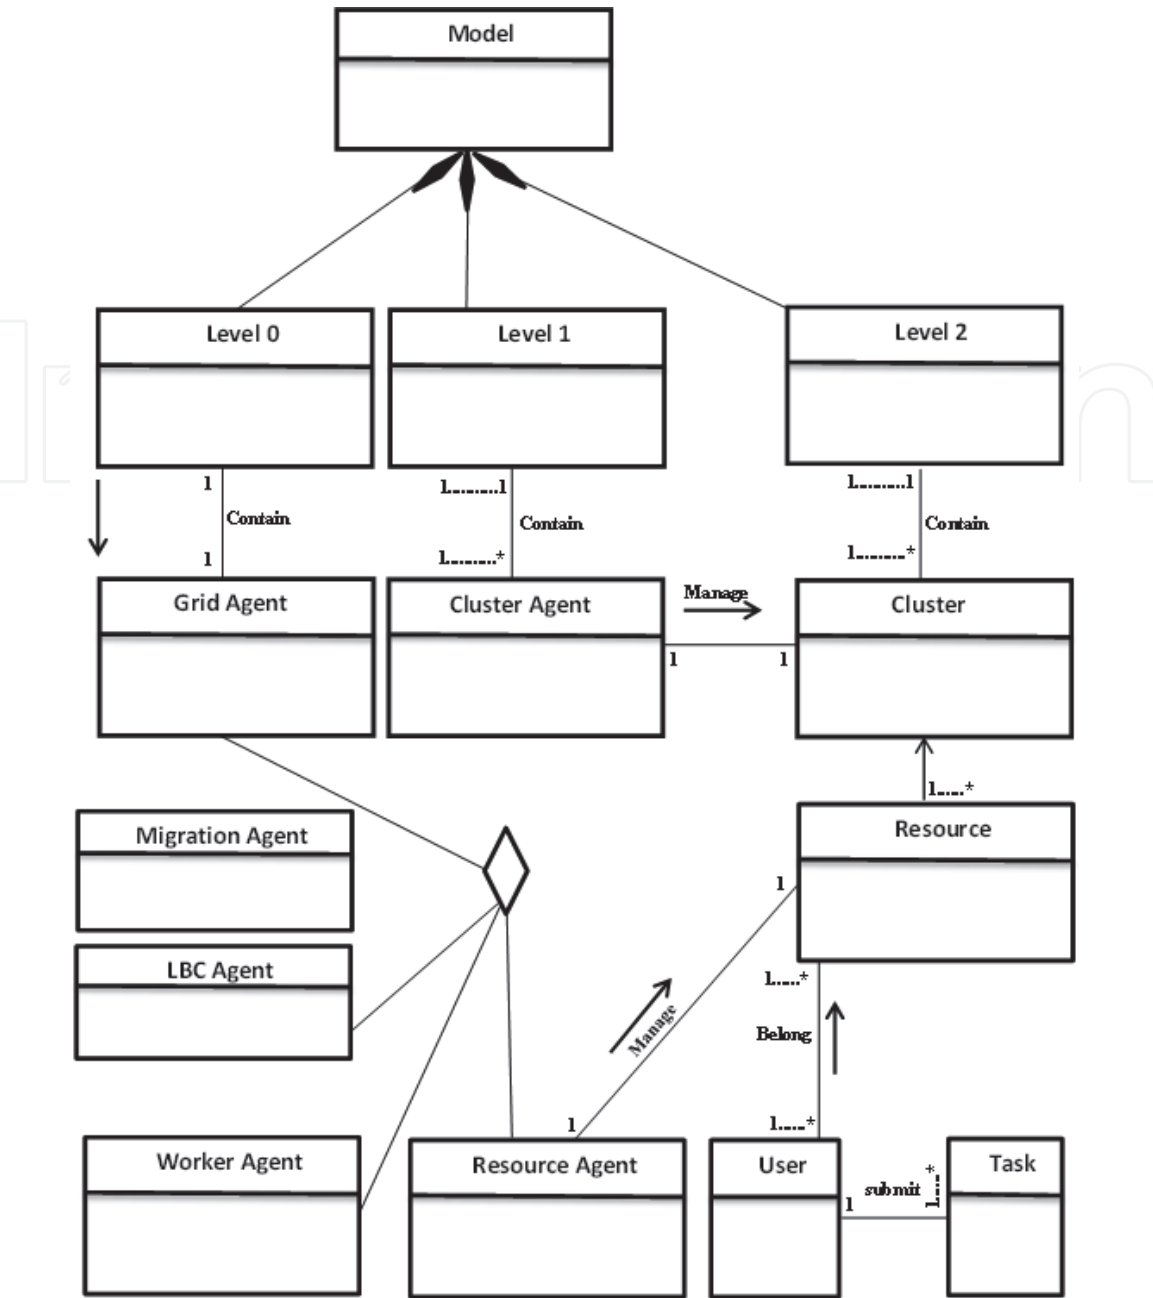 Model
Level 0
Level 1
Level 2
1
1..........1
1..........1
Contain
Contain
Contain
1
1..........*
1..........*
Grid Agent
Cluster Agent
Manage
Cluster
1
1
1......*
Migration Agent
Resource
1
LBC Agent
1......*
Manage
Belong
1
1......*
Worker Agent
Resource Agent
User
Task
submit
1
1......*